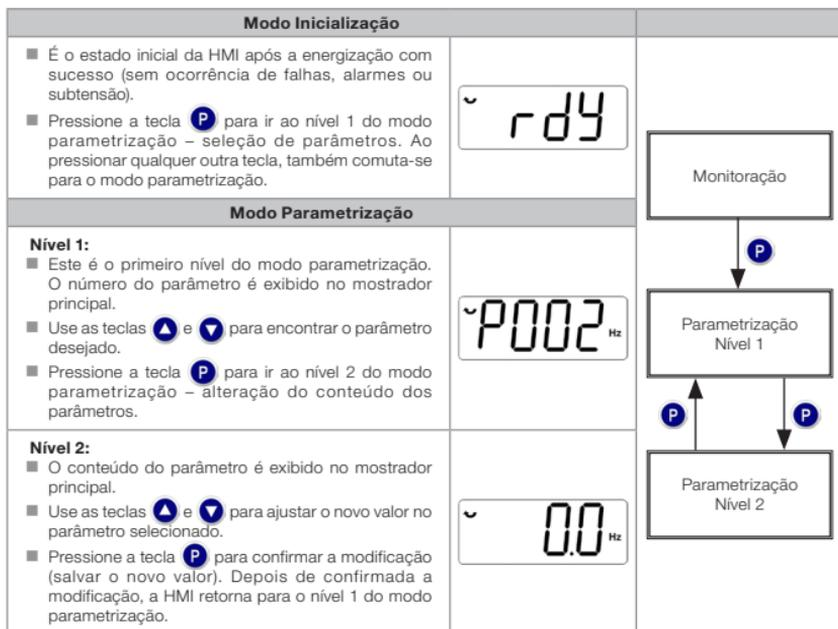 Modo Inicialização
■ É o estado inicial da HMI após a energização com
sucesso (sem ocorrência de falhas, alarmes ou
subtensão).
■ Pressione a tecla P para ir ao nível 1 do modo
parametrização – seleção de parâmetros. Ao
pressionar qualquer outra tecla, também comuta-se
para o modo parametrização.
rdy
Modo Parametrização
Nível 1:
■ Este é o primeiro nível do modo parametrização.
O número do parâmetro é exibido no mostrador
principal.
■ Use as teclas e para encontrar o parâmetro
desejado.
■ Pressione a tecla P para ir ao nível 2 do modo
parametrização – alteração do conteúdo dos
parâmetros.
P002 Hz
Nível 2:
■ O conteúdo do parâmetro é exibido no mostrador
principal.
■ Use as teclas e para ajustar o novo valor no
parâmetro selecionado.
■ Pressione a tecla P para confirmar a modificação
(salvar o novo valor). Depois de confirmada a
modificação, a HMI retorna para o nível 1 do modo
parametrização.
0.0 Hz
Monitoração
P
Parametrização
Nível 1
P
P
Parametrização
Nível 2